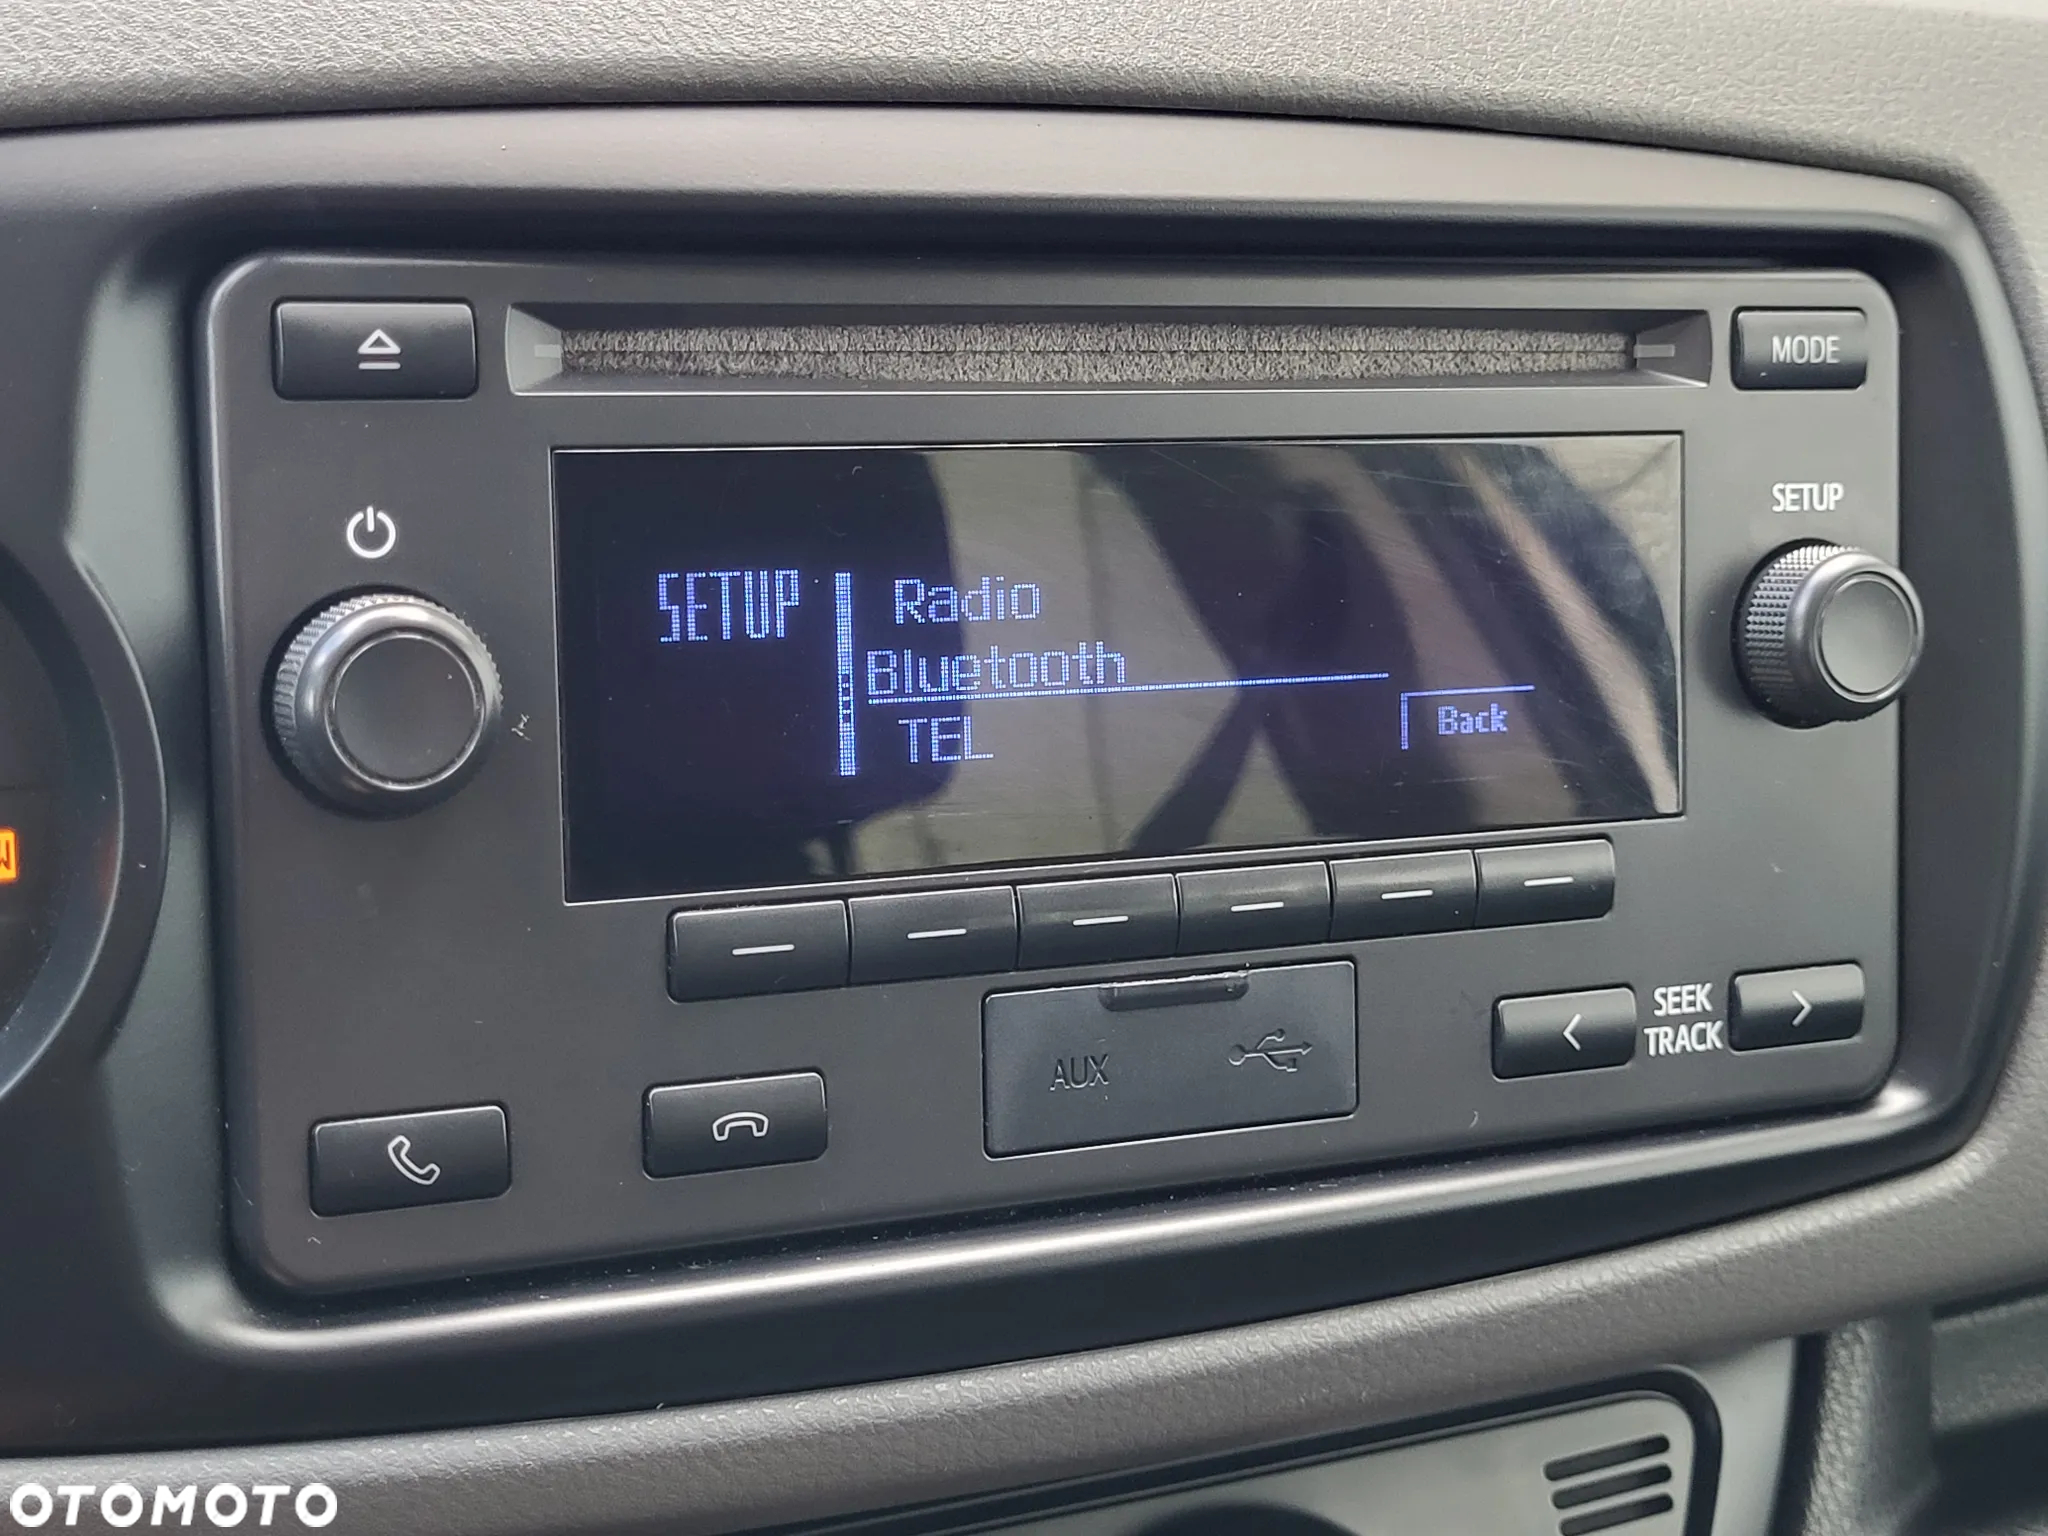 MODE
SETUP
SETUP
Radio
Bluetooth
TEL
Back
SEEK
TRACK
AUX
OTOMOTO